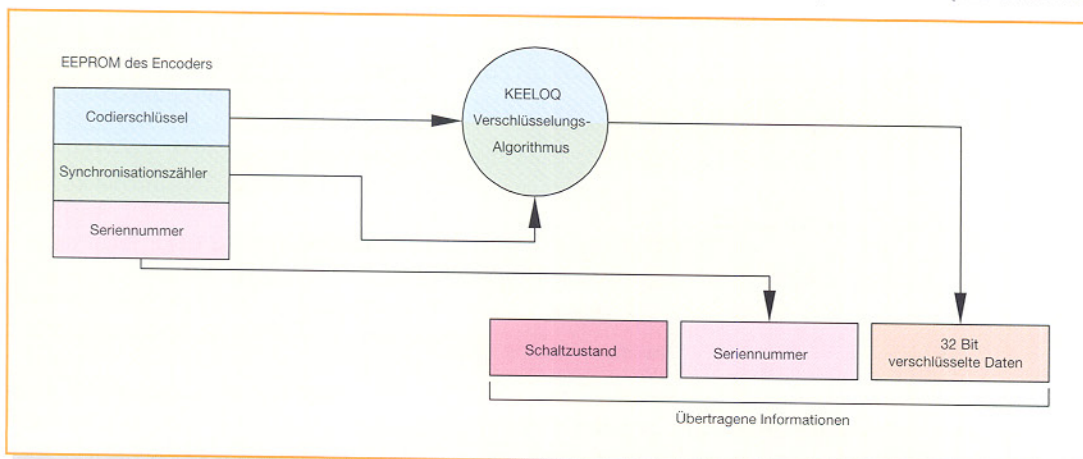 EEPROM des Encoders
Codierschlüssel
Synchronisationszähler
Seriennummer
KEELOQ
Verschlüsselungs-
Algorithmus
Schaltzustand
Seriennummer
32 Bit
verschlüsselte Daten
Übertragene Informationen